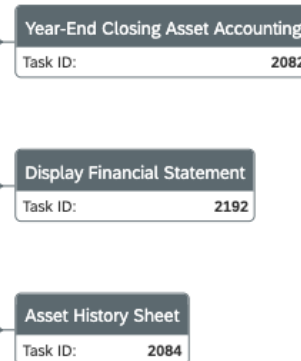 Year-End Closing Asset Accounting
Task ID: 2082
Display Financial Statement
Task ID: 2192
Asset History Sheet
Task ID: 2084